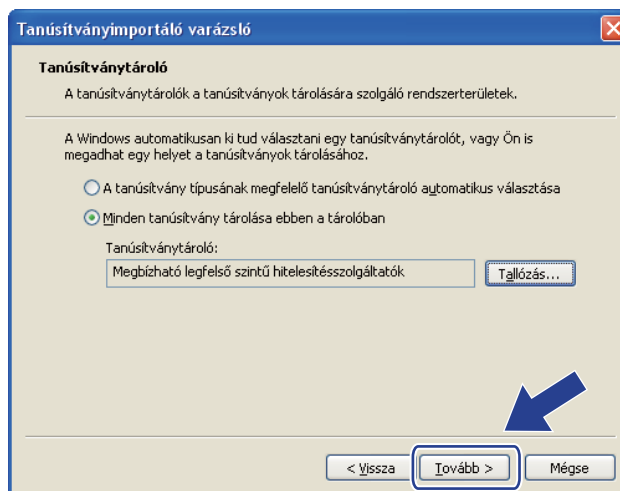 Tanúsítványimportáló varázsló
Tanúsítványtároló
A tanúsítványtárolók a tanúsítványok tárolására szolgáló rendszerterületek.
A Windows automatikusan ki tud választani egy tanúsítványtárolót, vagy Ön is
megadhat egy helyet a tanúsítványok tárolásához.
A tanúsítvány típusának megfelelő tanúsítványtároló automatikus választása
Minden tanúsítvány tárolása ebben a tárolóban
Tanúsítványtároló:
Megbízható legfelső szintű hitelesítésszolgáltatók
Tallózás...
< Vissza
Tovább >
Mégse